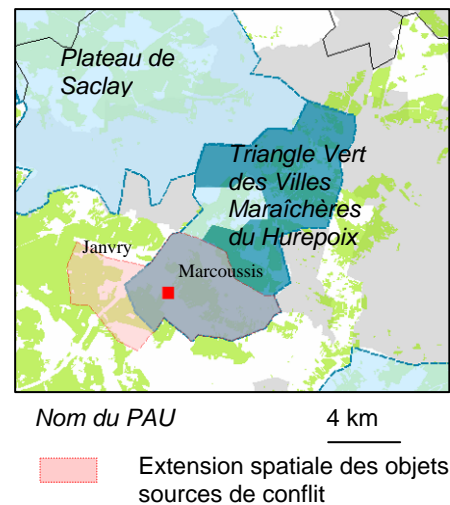 Plateau de
Saclay
Triangle Vert
des Villes
Maraîchères
du Hurepoix
Janvry
Marcoussis
Nom du PAU
4 km
Extension spatiale des objets
sources de conflit